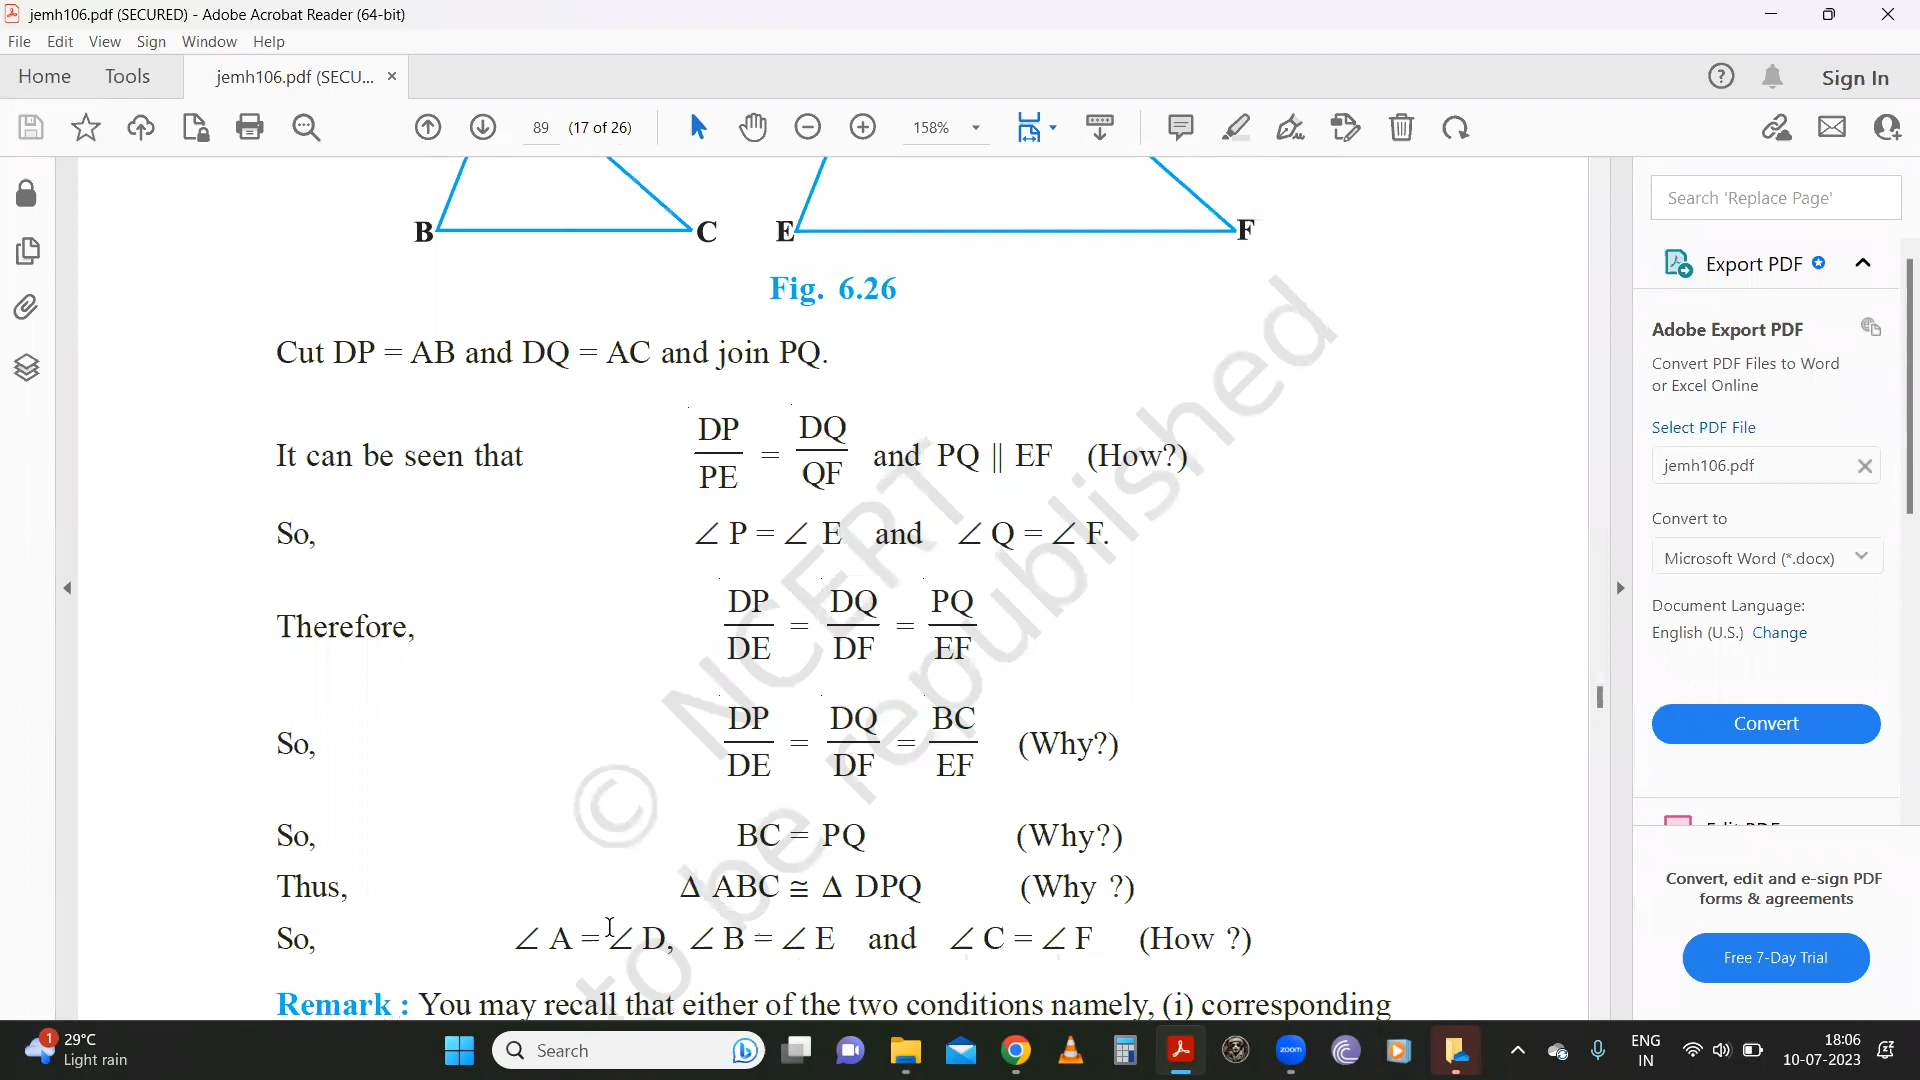 jemh106.pdf (SECURED) - Adobe Acrobat Reader (64-bit)
File Edit View Sign Window Help
Home Tools jemh106.pdf (SECU... × Sign In
89 (17 of 26) 158%
B C E F
Fig. 6.26
Cut DP = AB and DQ = AC and join PQ.
It can be seen that DP/PE = DQ/QF and PQ || EF (How?)
So, ∠ P = ∠ E and ∠ Q = ∠ F.
Therefore, DP/DE = DQ/DF = PQ/EF
So, DP/DE = DQ/DF = BC/EF (Why?)
So, BC = PQ (Why?)
Thus, Δ ABC ≅ Δ DPQ (Why ?)
So, ∠ A = ∠ D, ∠ B = ∠ E and ∠ C = ∠ F (How ?)
Remark : You may recall that either of the two conditions namely, (i) corresponding
© NCERT
to be republished
Search 'Replace Page'
Export PDF
Adobe Export PDF
Convert PDF Files to Word
or Excel Online
Select PDF File
jemh106.pdf
Convert to
Microsoft Word (*.docx)
Document Language:
English (U.S.) Change
Convert
Edit PDF
Convert, edit and e-sign PDF
forms & agreements
Free 7-Day Trial
1
29°C
Light rain
Search
zoom
ENG
IN
18:06
10-07-2023